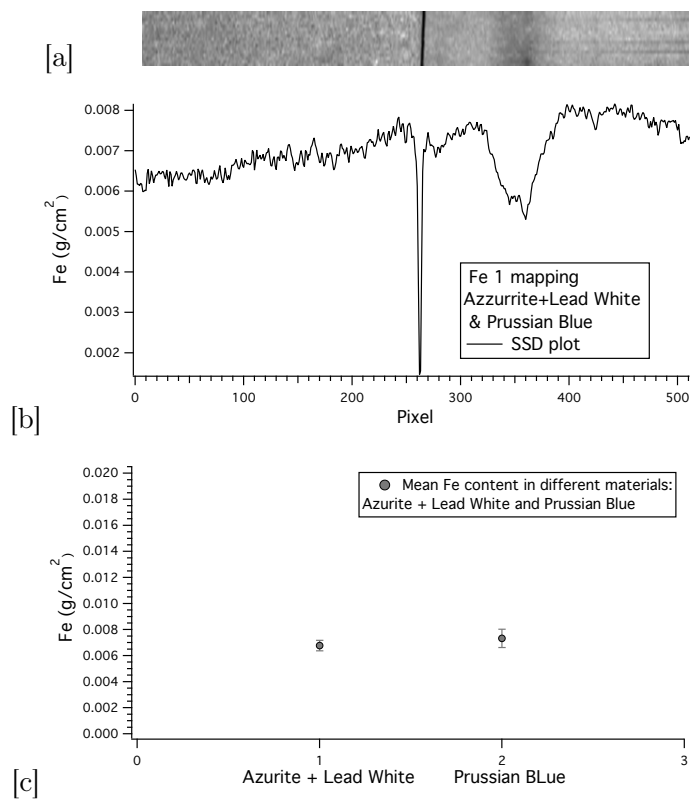 [a]
0.008
0.007
0.006
0.005
0.004
0.003
0.002
Fe (g/cm²)
0 100 200 300 400 500
Pixel
Fe 1 mapping
Azzurrite+Lead White
& Prussian Blue
SSD plot
[b]
0.020
0.018
0.016
0.014
0.012
0.010
0.008
0.006
0.004
0.002
0.000
Fe (g/cm²)
Mean Fe content in different materials:
Azurite + Lead White and Prussian Blue
0 1 2 3
Azurite + Lead White Prussian BLue
[c]